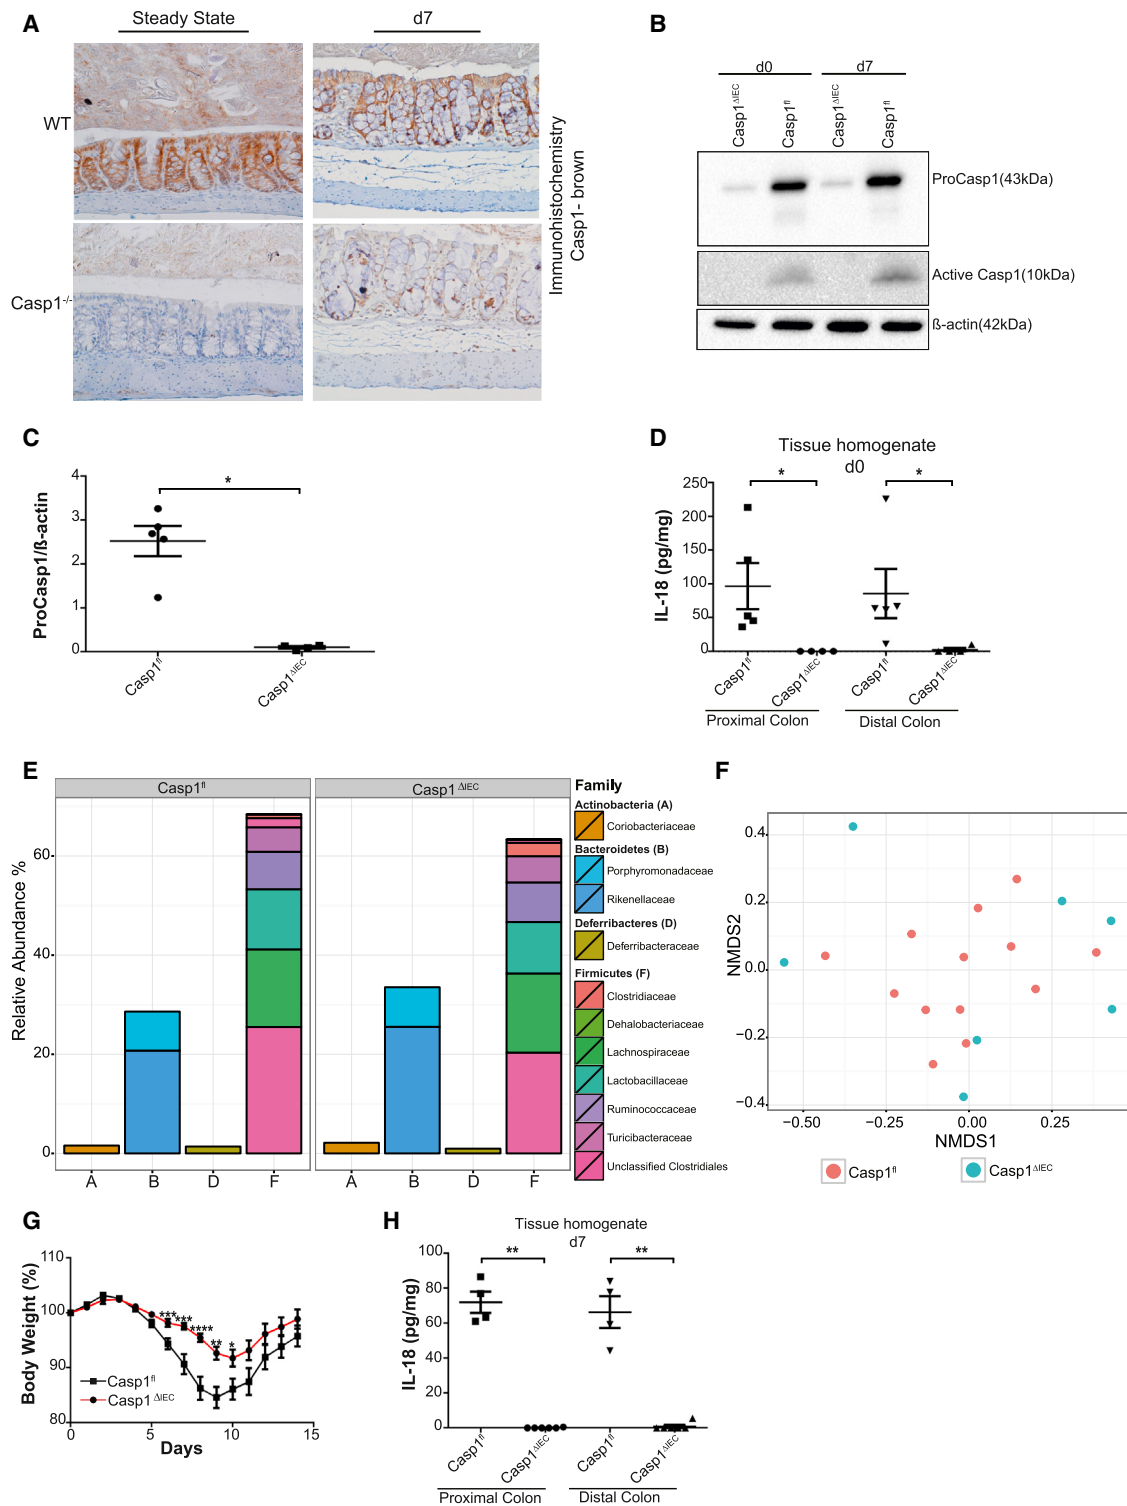 A
Steady State
d7
WT
Casp1-/-
Immunohistochemistry
Casp1- brown
B
d0
d7
Casp1ΔIEC
Casp1fl
Casp1ΔIEC
Casp1fl
ProCasp1(43kDa)
Active Casp1(10kDa)
ß-actin(42kDa)
C
ProCasp1/ß-actin
4
3
2
1
0
*
Casp1fl
Casp1ΔIEC
D
Tissue homogenate
d0
IL-18 (pg/mg)
250
200
150
100
50
0
*
*
Casp1fl
Casp1ΔIEC
Casp1fl
Casp1ΔIEC
Proximal Colon
Distal Colon
E
Casp1fl
Casp1ΔIEC
Relative Abundance %
60
40
20
0
A
B
D
F
A
B
D
F
Family
Actinobacteria (A)
Coriobacteriaceae
Bacteroidetes (B)
Porphyromonadaceae
Rikenellaceae
Deferribacteres (D)
Deferribacteraceae
Firmicutes (F)
Clostridiaceae
Dehalobacteriaceae
Lachnospiraceae
Lactobacillaceae
Ruminococcaceae
Turicibacteraceae
Unclassified Clostridiales
F
NMDS2
0.4
0.2
0.0
−0.2
−0.4
−0.50
−0.25
0.00
0.25
NMDS1
Casp1fl
Casp1ΔIEC
G
Body Weight (%)
110
100
90
80
***
***
****
**
*
Casp1fl
Casp1ΔIEC
0
5
10
15
Days
H
Tissue homogenate
d7
IL-18 (pg/mg)
100
80
60
40
20
0
**
**
Casp1fl
Casp1ΔIEC
Casp1fl
Casp1ΔIEC
Proximal Colon
Distal Colon